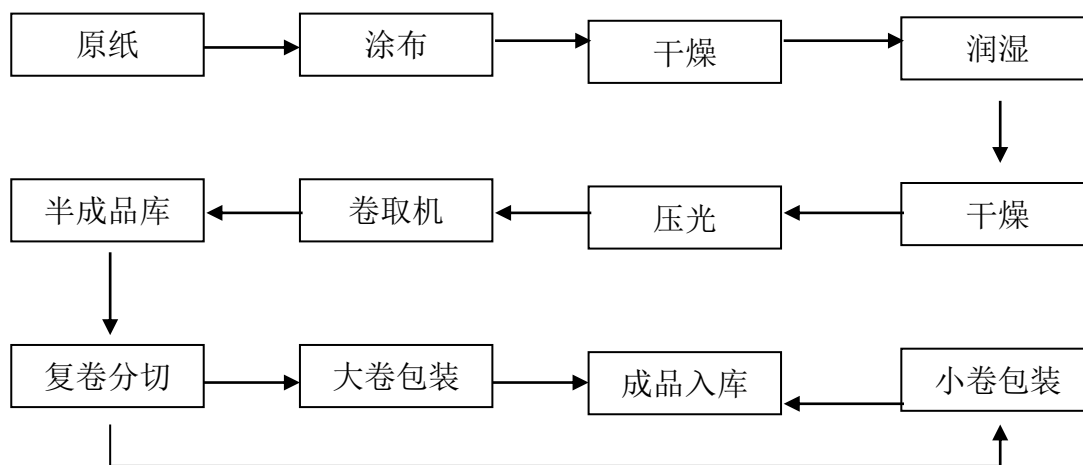 原纸
涂布
干燥
润湿
半成品库
卷取机
压光
干燥
复卷分切
大卷包装
成品入库
小卷包装